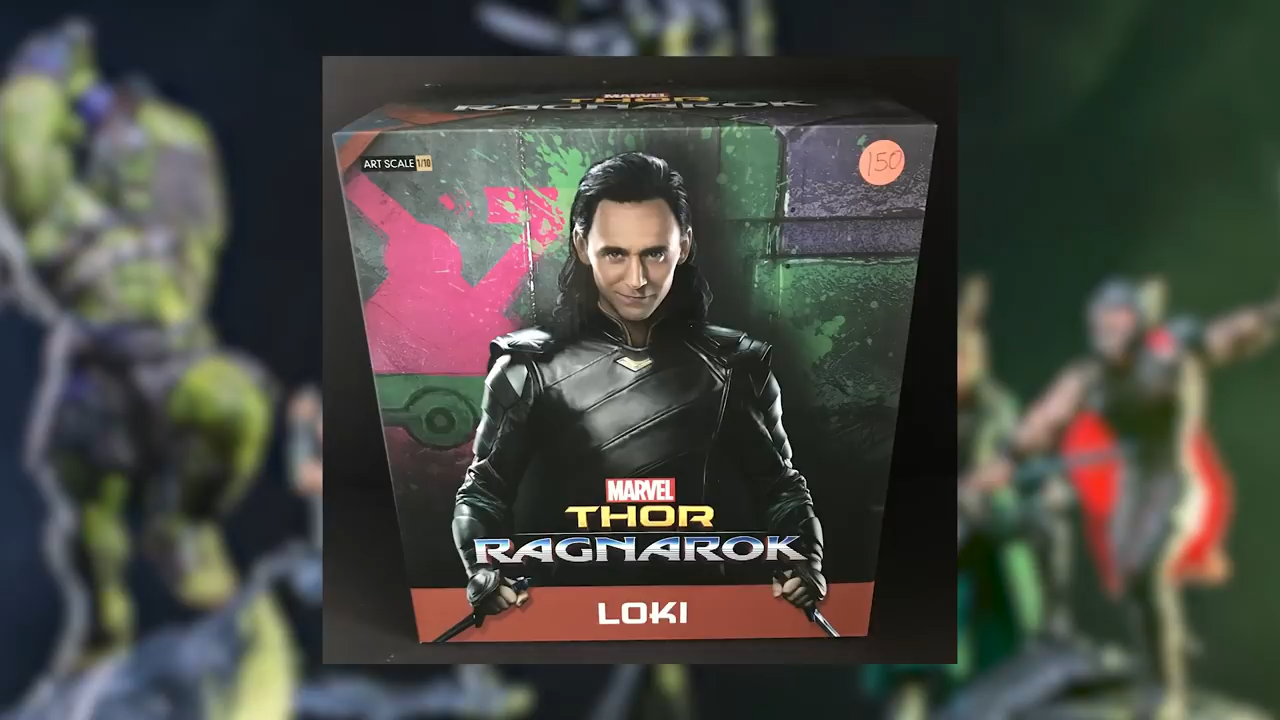 MARVEL
THOR
RAGNAROK
ART SCALE 1/10
150
MARVEL
THOR
RAGNAROK
LOKI